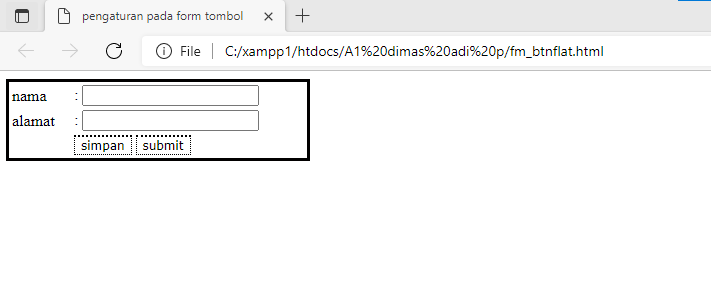 pengaturan pada form tombol
File C:/xampp1/htdocs/A1%20dimas%20adi%20p/fm_btnflat.html
nama :
alamat :
simpan submit